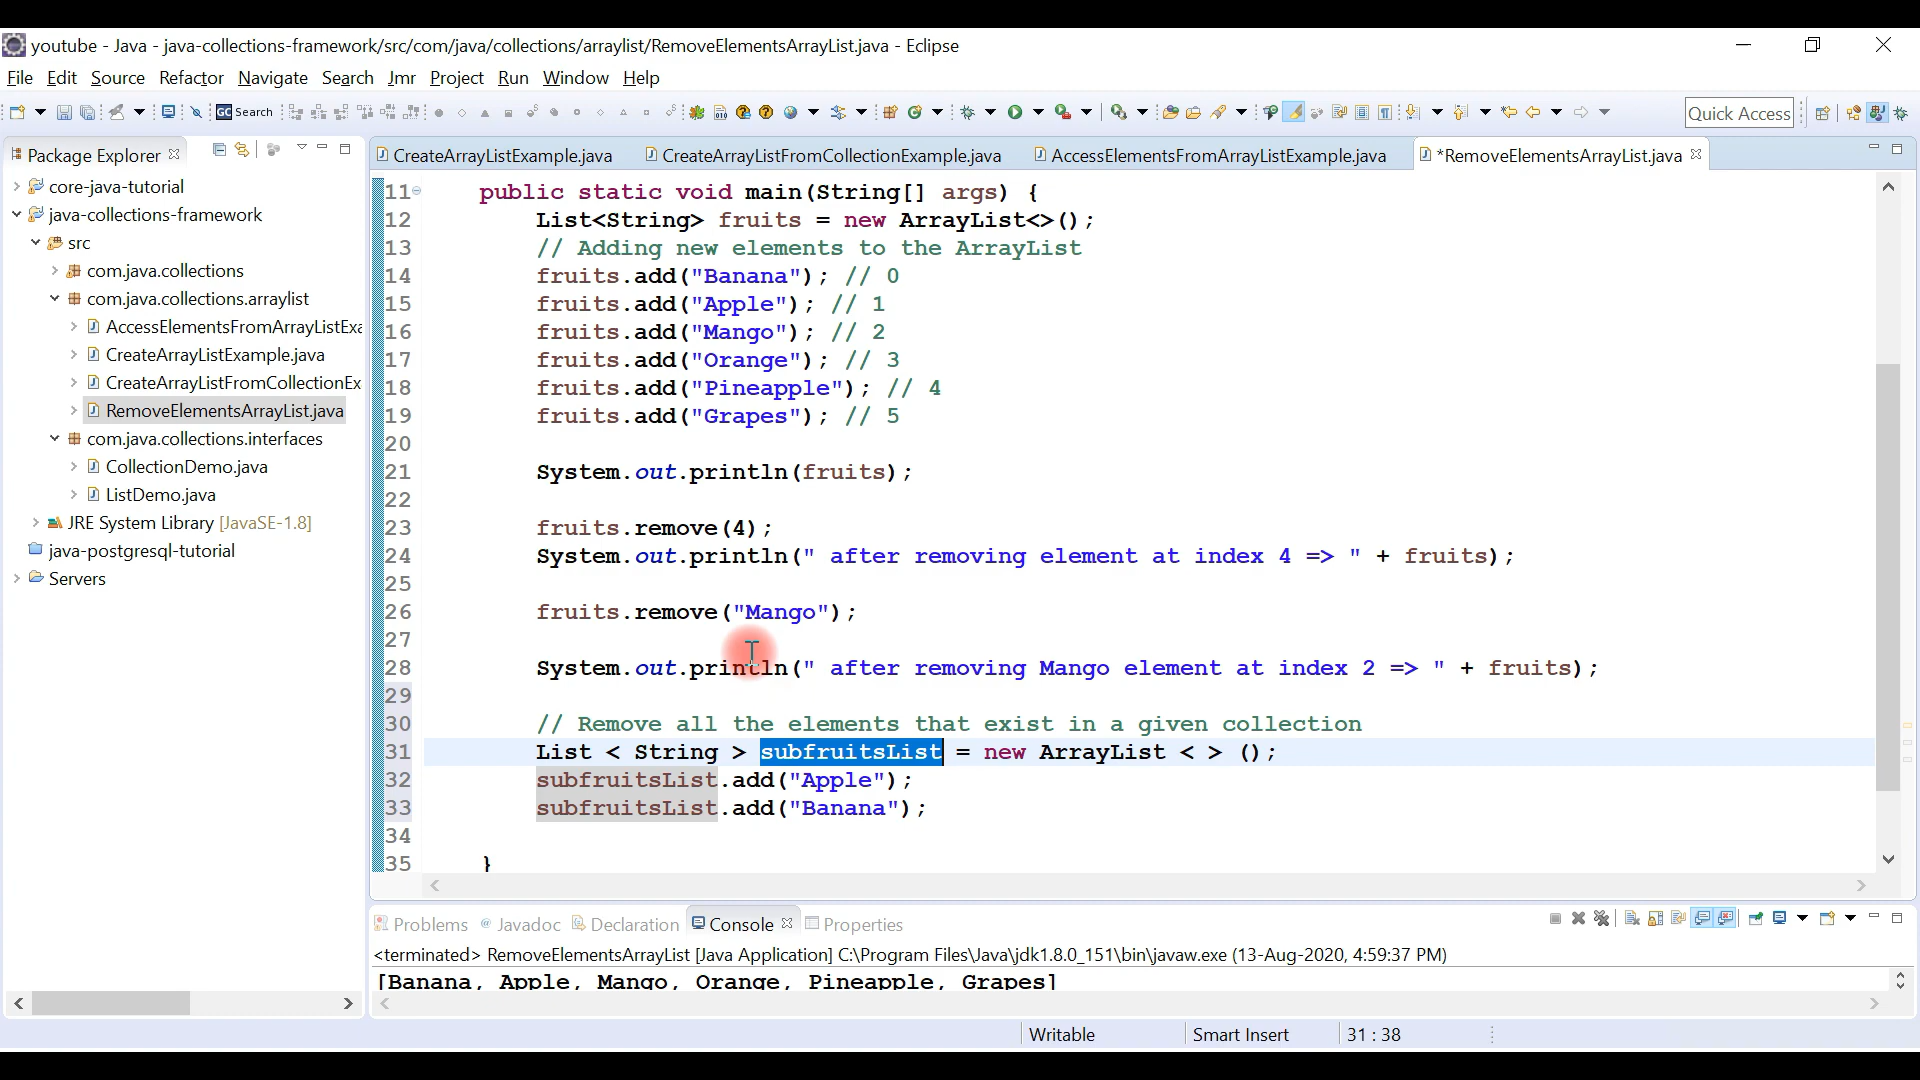 youtube - Java - java-collections-framework/src/com/java/collections/arraylist/RemoveElementsArrayList.java - Eclipse
File Edit Source Refactor Navigate Search Jmr Project Run Window Help
GC Search
Quick Access
Package Explorer
CreateArrayListExample.java CreateArrayListFromCollectionExample.java AccessElementsFromArrayListExample.java *RemoveElementsArrayList.java
core-java-tutorial
java-collections-framework
src
com.java.collections
com.java.collections.arraylist
AccessElementsFromArrayListExa
CreateArrayListExample.java
CreateArrayListFromCollectionEx
RemoveElementsArrayList.java
com.java.collections.interfaces
CollectionDemo.java
ListDemo.java
JRE System Library [JavaSE-1.8]
java-postgresql-tutorial
Servers
11 public static void main(String[] args) {
12 List<String> fruits = new ArrayList<>();
13 // Adding new elements to the ArrayList
14 fruits.add("Banana"); // 0
15 fruits.add("Apple"); // 1
16 fruits.add("Mango"); // 2
17 fruits.add("Orange"); // 3
18 fruits.add("Pineapple"); // 4
19 fruits.add("Grapes"); // 5
20
21 System.out.println(fruits);
22
23 fruits.remove(4);
24 System.out.println(" after removing element at index 4 => " + fruits);
25
26 fruits.remove("Mango");
27
28 System.out.println(" after removing Mango element at index 2 => " + fruits);
29
30 // Remove all the elements that exist in a given collection
31 List < String > subfruitsList = new ArrayList < > ();
32 subfruitsList.add("Apple");
33 subfruitsList.add("Banana");
34
35 }
Problems @ Javadoc Declaration Console Properties
<terminated> RemoveElementsArrayList [Java Application] C:\Program Files\Java\jdk1.8.0_151\bin\javaw.exe (13-Aug-2020, 4:59:37 PM)
[Banana, Apple, Mango, Orange, Pineapple, Grapes]
Writable Smart Insert 31 : 38